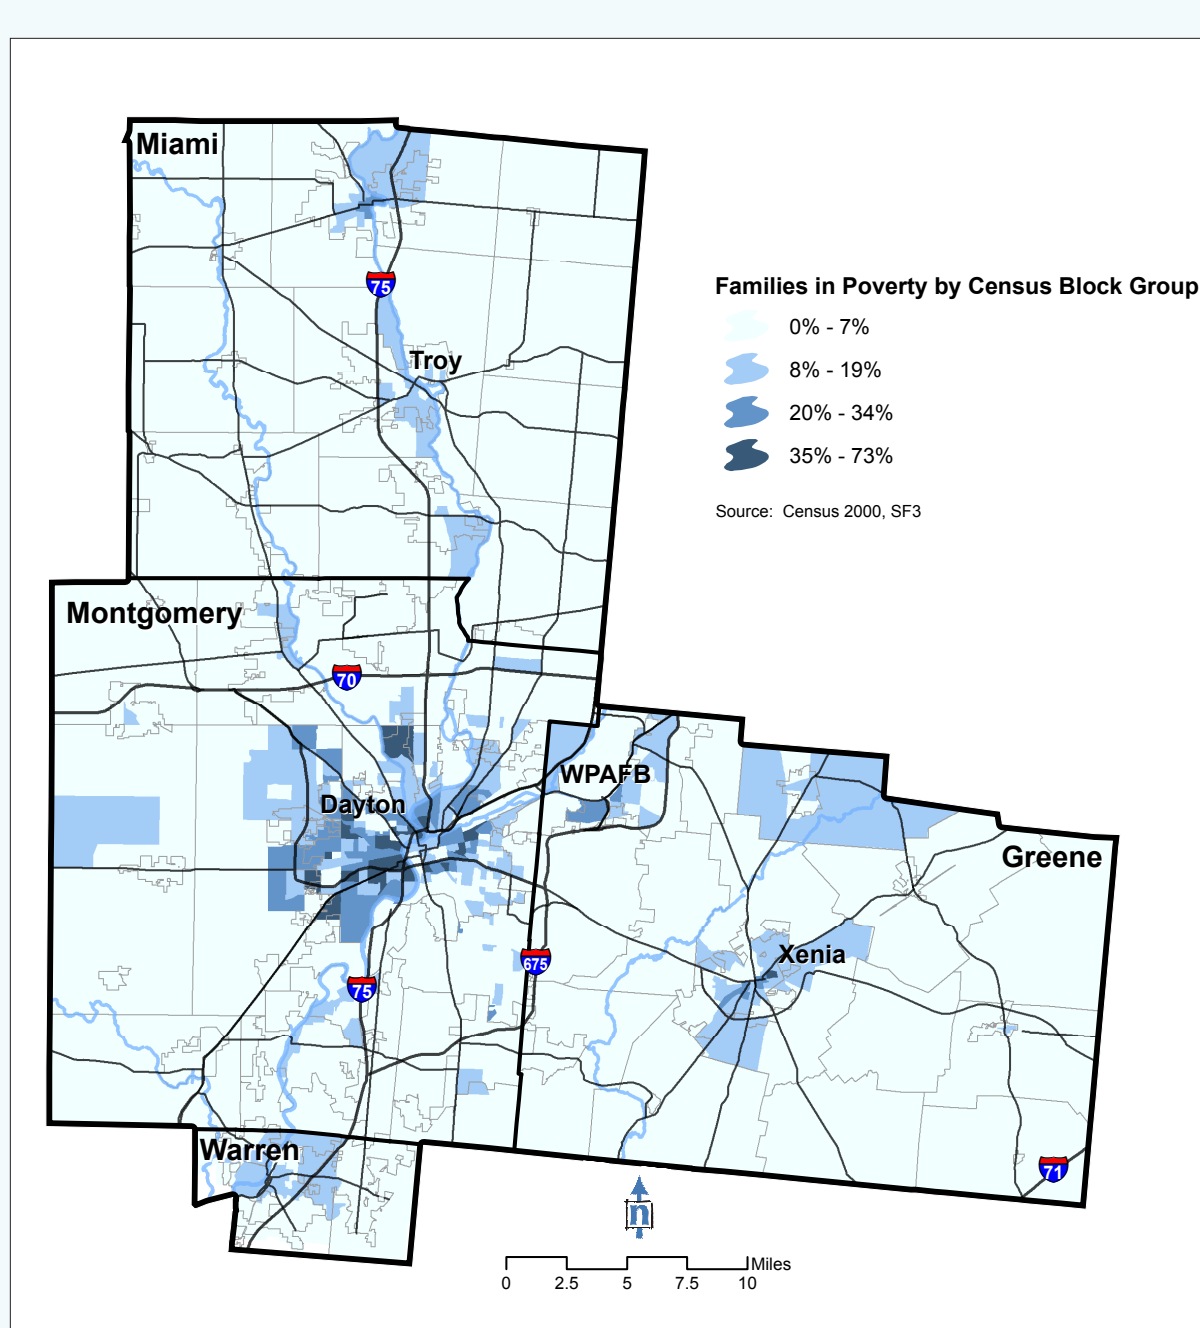 Miami
75
Families in Poverty by Census Block Group
0% - 7%
Troy
8% - 19%
20% - 34%
35% - 73%
Source:  Census 2000, SF3
Montgomery
70
WPAFB
Dayton
Greene
Xenia
675
75
Warren
71
n
Miles
0 2.5 5 7.5 10